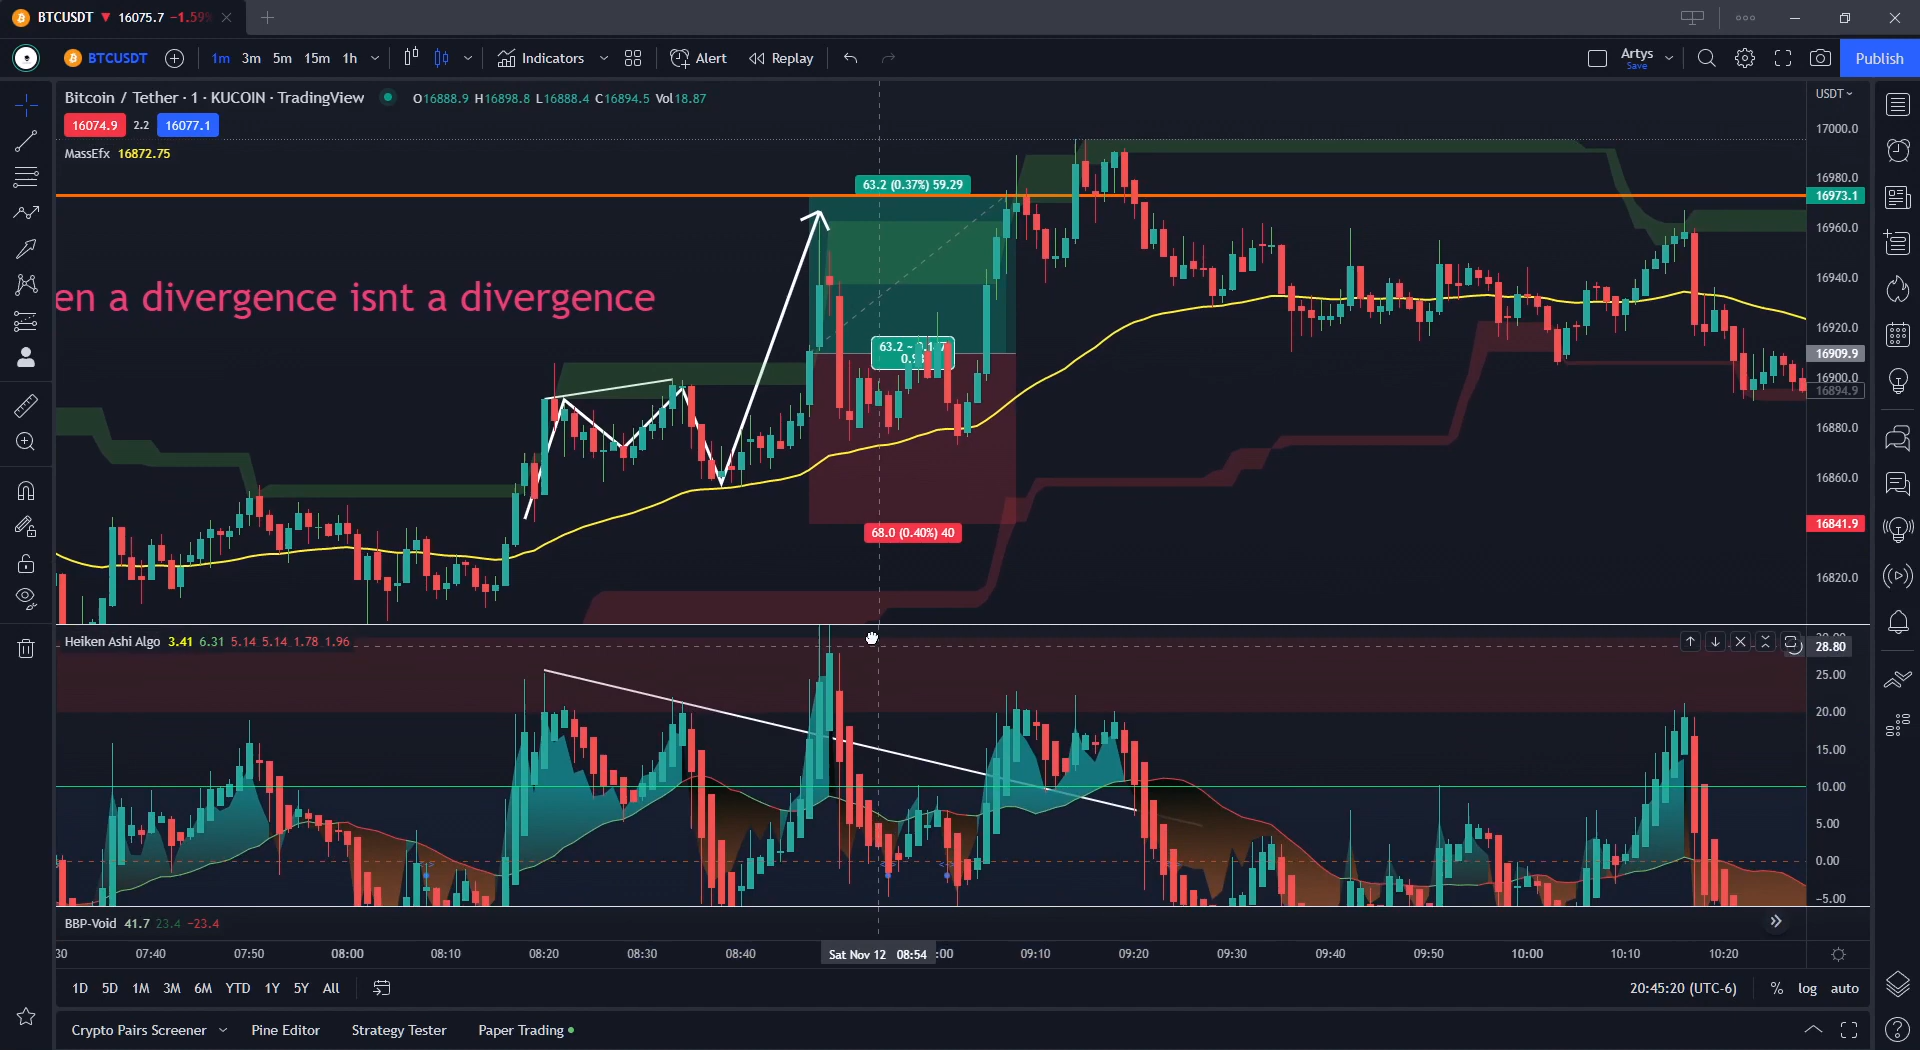 BTCUSDT ▼ 16075.7 −1.59%
BTCUSDT 1m 3m 5m 15m 1h Indicators Alert Replay Artys Save Publish
Bitcoin / Tether · 1 · KUCOIN · TradingView O16888.9 H16898.8 L16888.4 C16894.5 Vol18.87
USDT
16074.9 2.2 16077.1
MassEfx 16872.75
17000.0
16980.0
16973.1
16960.0
16940.0
16920.0
16909.9
16900.0
16894.9
16880.0
16860.0
16841.9
16820.0
63.2 (0.37%) 59.29
en a divergence isnt a divergence
68.0 (0.40%) 40
Heiken Ashi Algo 3.41 6.31 5.14 5.14 1.78 1.96
28.80
25.00
20.00
15.00
10.00
5.00
0.00
−5.00
BBP-Void 41.7 23.4 −23.4
30 07:40 07:50 08:00 08:10 08:20 08:30 08:40 Sat Nov 12 08:54 :00 09:10 09:20 09:30 09:40 09:50 10:00 10:10 10:20
1D 5D 1M 3M 6M YTD 1Y 5Y All 20:45:20 (UTC-6) % log auto
Crypto Pairs Screener Pine Editor Strategy Tester Paper Trading